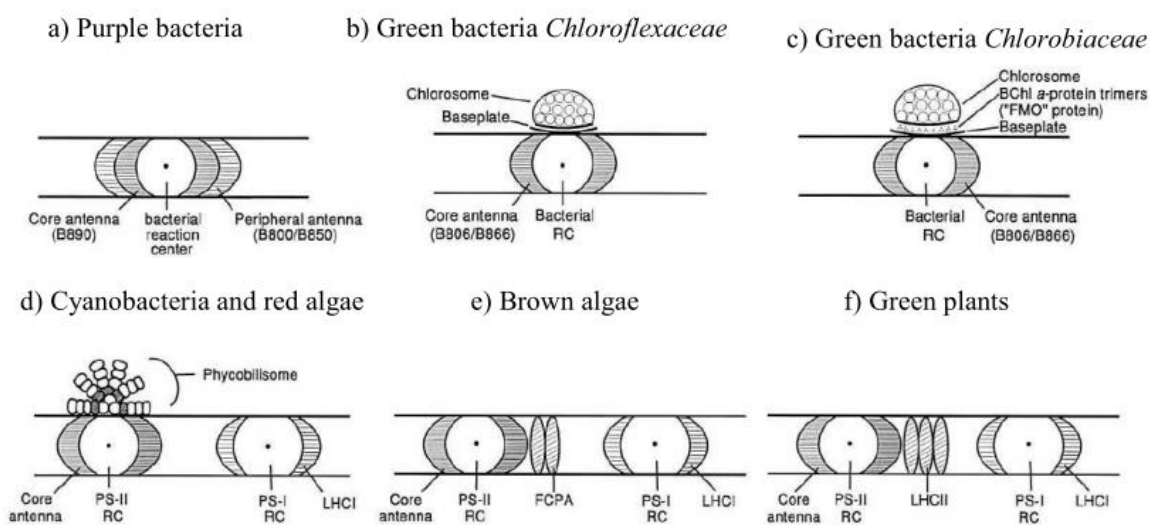 a) Purple bacteria
Core antenna
(B890)
bacterial
reaction
center
Peripheral antenna
(B800/B850)
b) Green bacteria Chloroflexaceae
Chlorosome
Baseplate
Core antenna
(B806/B866)
Bacterial
RC
c) Green bacteria Chlorobiaceae
Chlorosome
BChl a-protein trimers
("FMO" protein)
Baseplate
Bacterial
RC
Core antenna
(B806/B866)
d) Cyanobacteria and red algae
Phycobilisome
Core
antenna
PS-II
RC
PS-I
RC
LHCI
e) Brown algae
Core
antenna
PS-II
RC
FCPA
PS-I
RC
LHCI
f) Green plants
Core
antenna
PS-II
RC
LHCII
PS-I
RC
LHCI